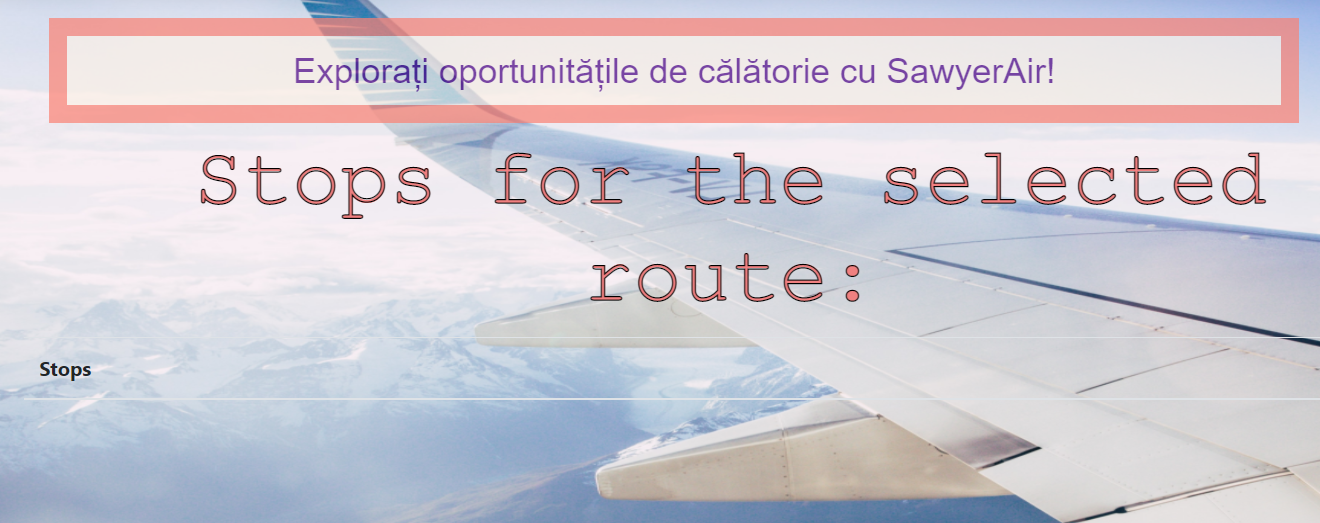 Explorați oportunitățile de călătorie cu SawyerAir!
Stops for the selected
route:
Stops